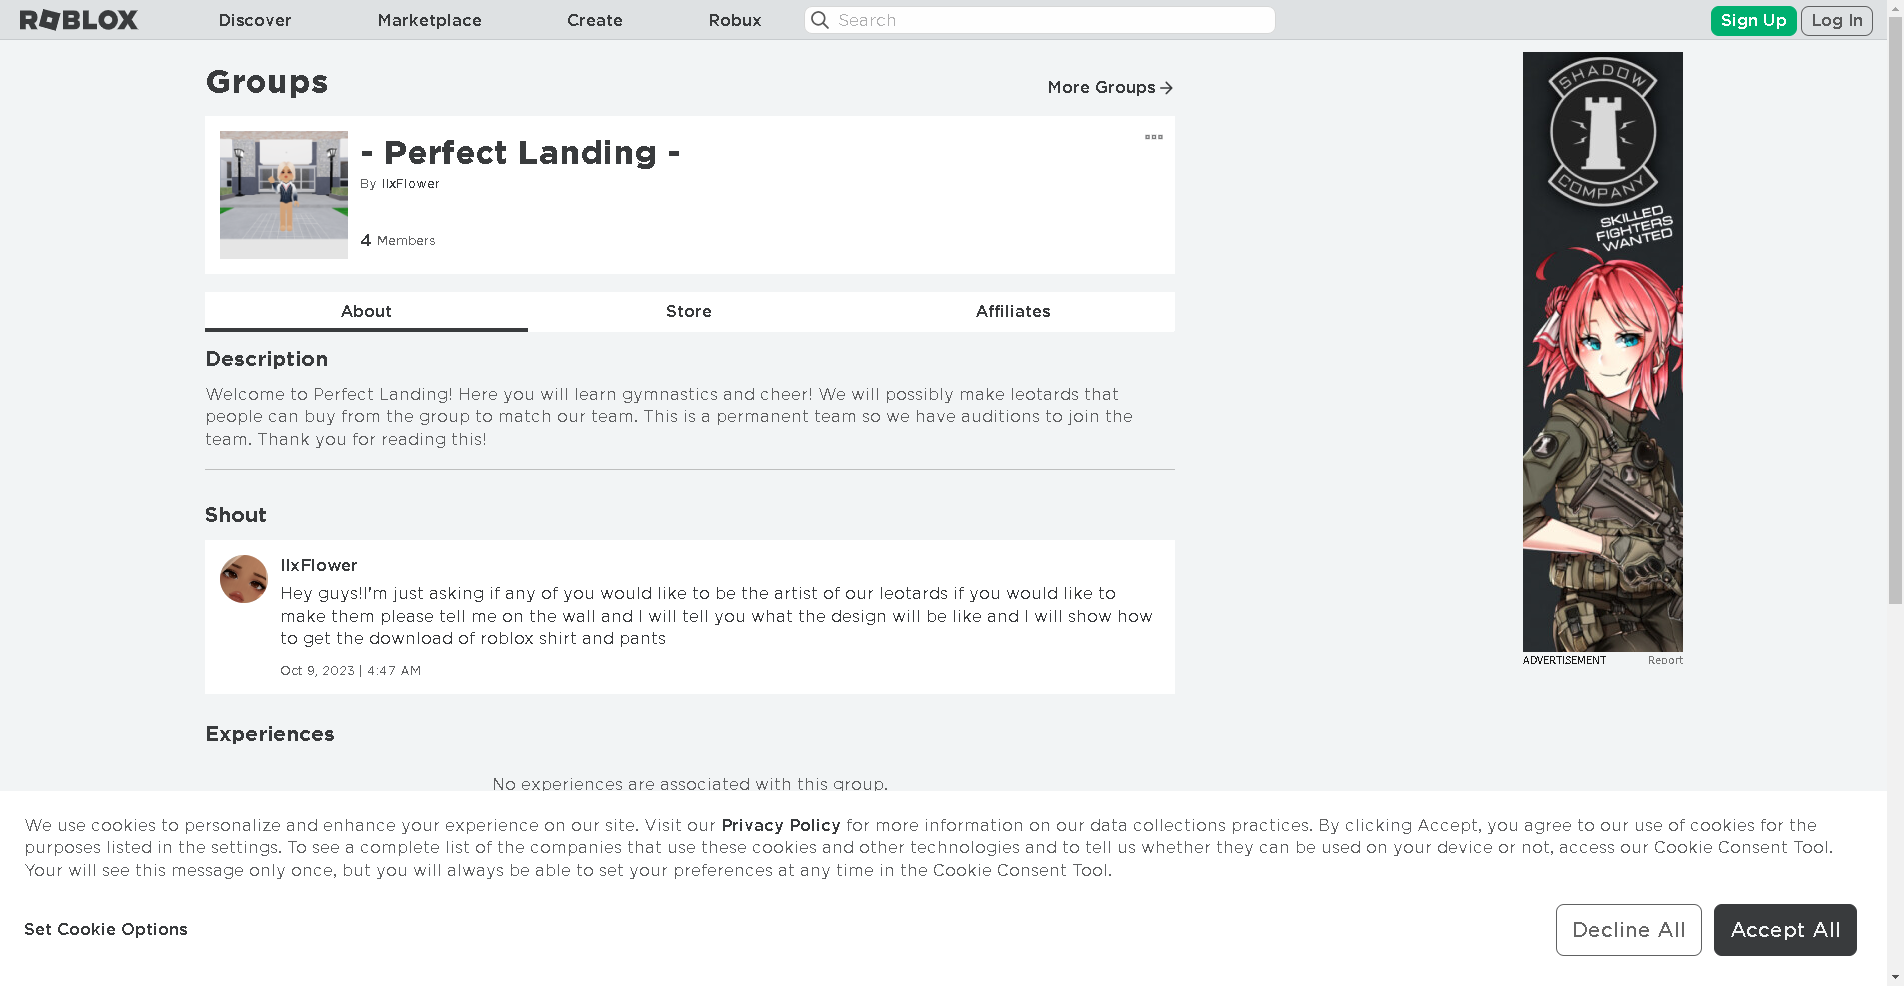 ROBLOX
Discover
Marketplace
Create
Robux
Search
Sign Up
Log In
Groups
More Groups
- Perfect Landing -
By IIxFlower
4 Members
About
Store
Affiliates
Description
Welcome to Perfect Landing! Here you will learn gymnastics and cheer! We will possibly make leotards that
people can buy from the group to match our team. This is a permanent team so we have auditions to join the
team. Thank you for reading this!
Shout
IIxFlower
Hey guys!I'm just asking if any of you would like to be the artist of our leotards if you would like to
make them please tell me on the wall and I will tell you what the design will be like and I will show how
to get the download of roblox shirt and pants
Oct 9, 2023 | 4:47 AM
Experiences
No experiences are associated with this group.
SHADOW
COMPANY
SKILLED
FIGHTERS
WANTED
ADVERTISEMENT
Report
We use cookies to personalize and enhance your experience on our site. Visit our Privacy Policy for more information on our data collections practices. By clicking Accept, you agree to our use of cookies for the
purposes listed in the settings. To see a complete list of the companies that use these cookies and other technologies and to tell us whether they can be used on your device or not, access our Cookie Consent Tool.
Your will see this message only once, but you will always be able to set your preferences at any time in the Cookie Consent Tool.
Set Cookie Options
Decline All
Accept All